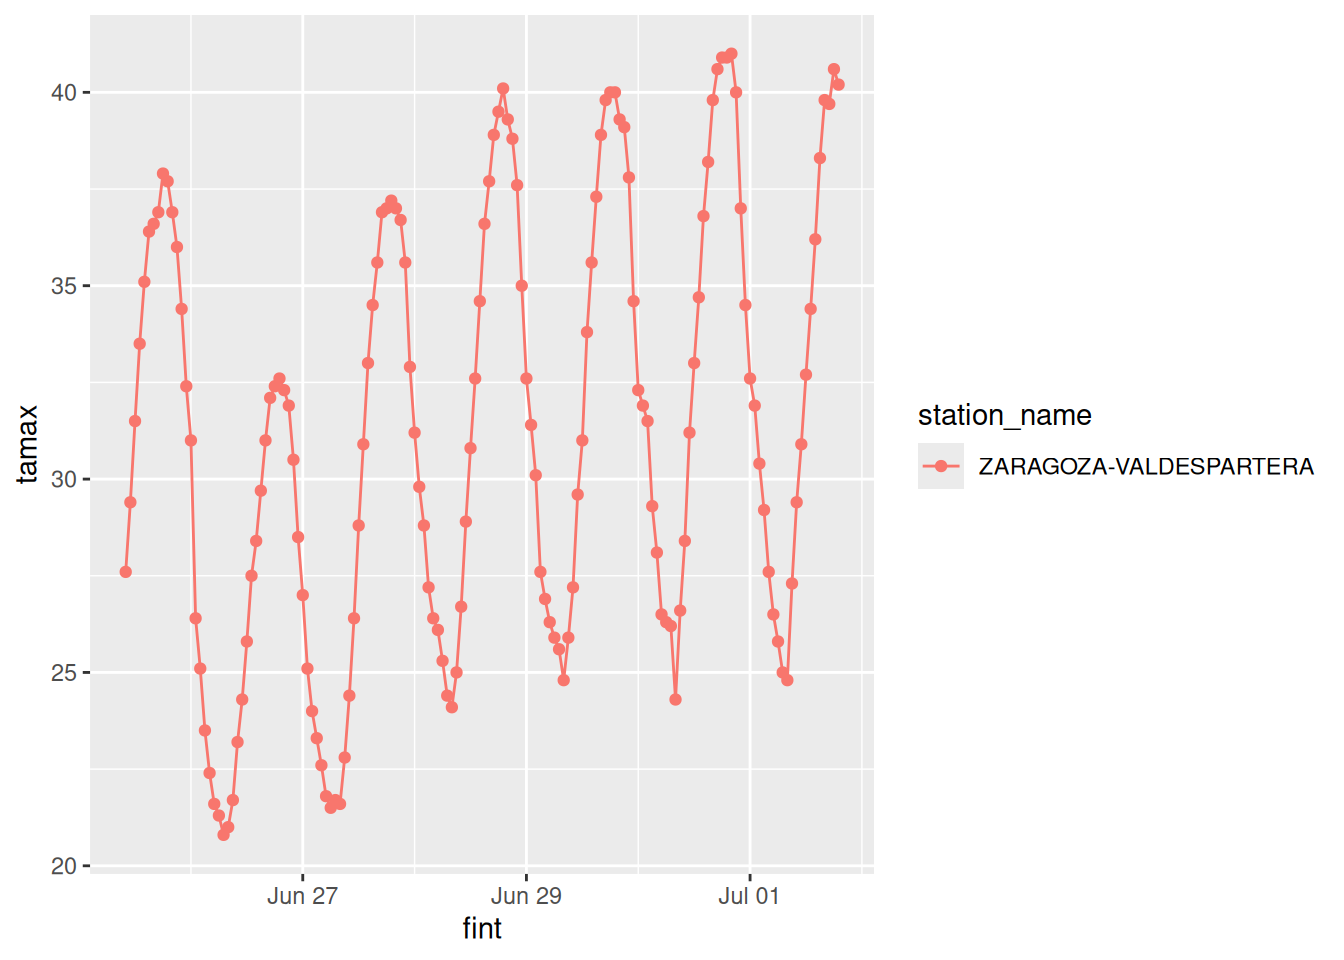 40
35
30
25
20
tamax
Jun 27
Jun 29
Jul 01
fint
station_name
ZARAGOZA-VALDESPARTERA